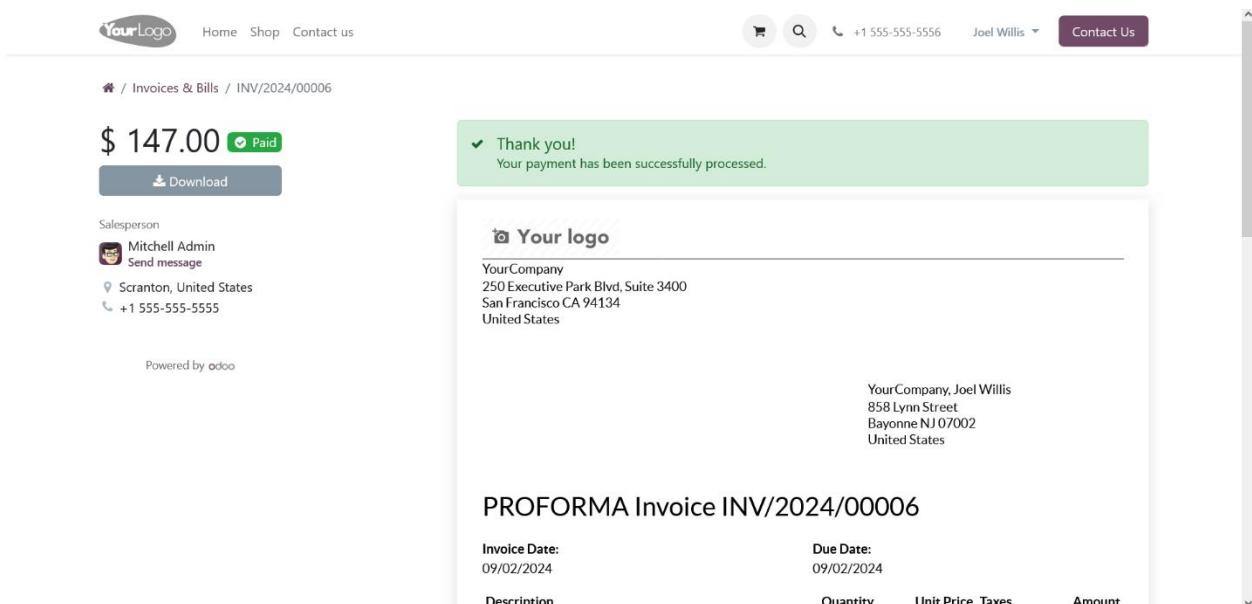 YourLogo Home Shop Contact us +1 555-555-5556 Joel Willis Contact Us
/ Invoices & Bills / INV/2024/00006
$ 147.00 Paid
Download
Salesperson
Mitchell Admin
Send message
Scranton, United States
+1 555-555-5555
Powered by odoo
Thank you!
Your payment has been successfully processed.
Your logo
YourCompany
250 Executive Park Blvd, Suite 3400
San Francisco CA 94134
United States
YourCompany, Joel Willis
858 Lynn Street
Bayonne NJ 07002
United States
PROFORMA Invoice INV/2024/00006
Invoice Date: Due Date:
09/02/2024 09/02/2024
Description Quantity Unit Price Taxes Amount